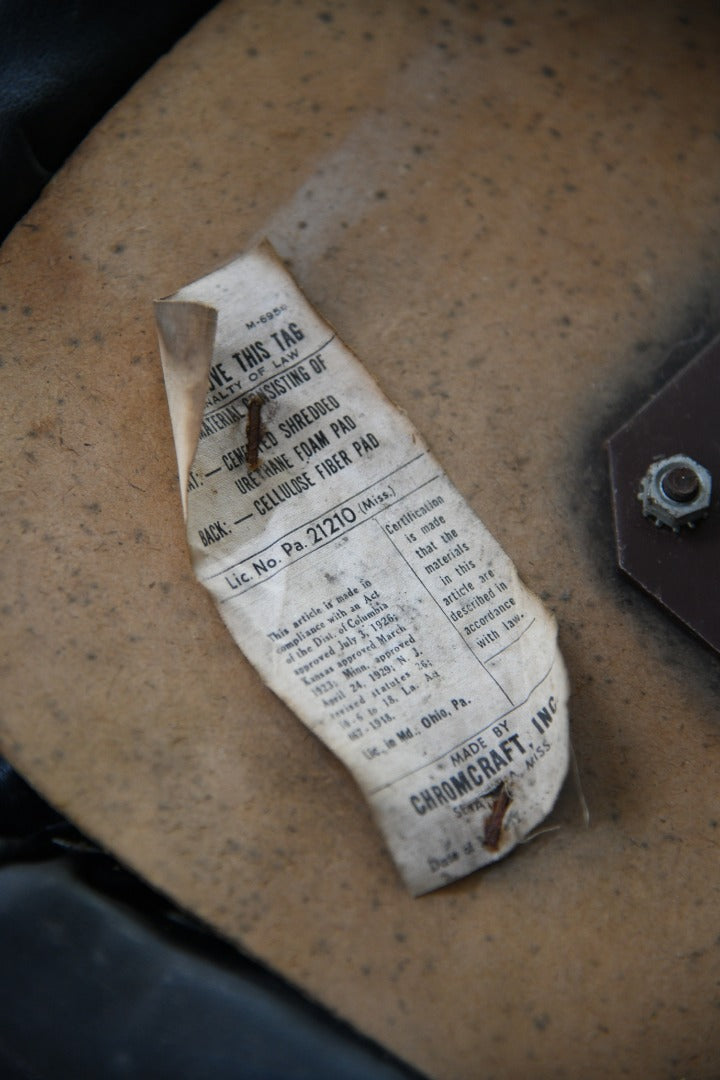 M-695
VE THIS TAG
ALTY OF LAW
MATERIAL CONSISTING OF
AT:— CEMENTED SHREDDED
URETHANE FOAM PAD
BACK:— CELLULOSE FIBER PAD
Lic. No. Pa. 21210 (Miss.)
This article is made in
compliance with an Act
of the Dist. of Columbia
approved July 3, 1926;
Kansas approved March
1923; Minn. approved
April 24, 1929; N. J.
revised statutes 26;
10-6 to 18. La. Act
167-1918.
Lic. in Md., Ohio, Pa.
Certification
is made
that the
materials
in this
article are
described in
accordance
with law.
MADE BY
CHROMCRAFT, INC
MISS.
Date